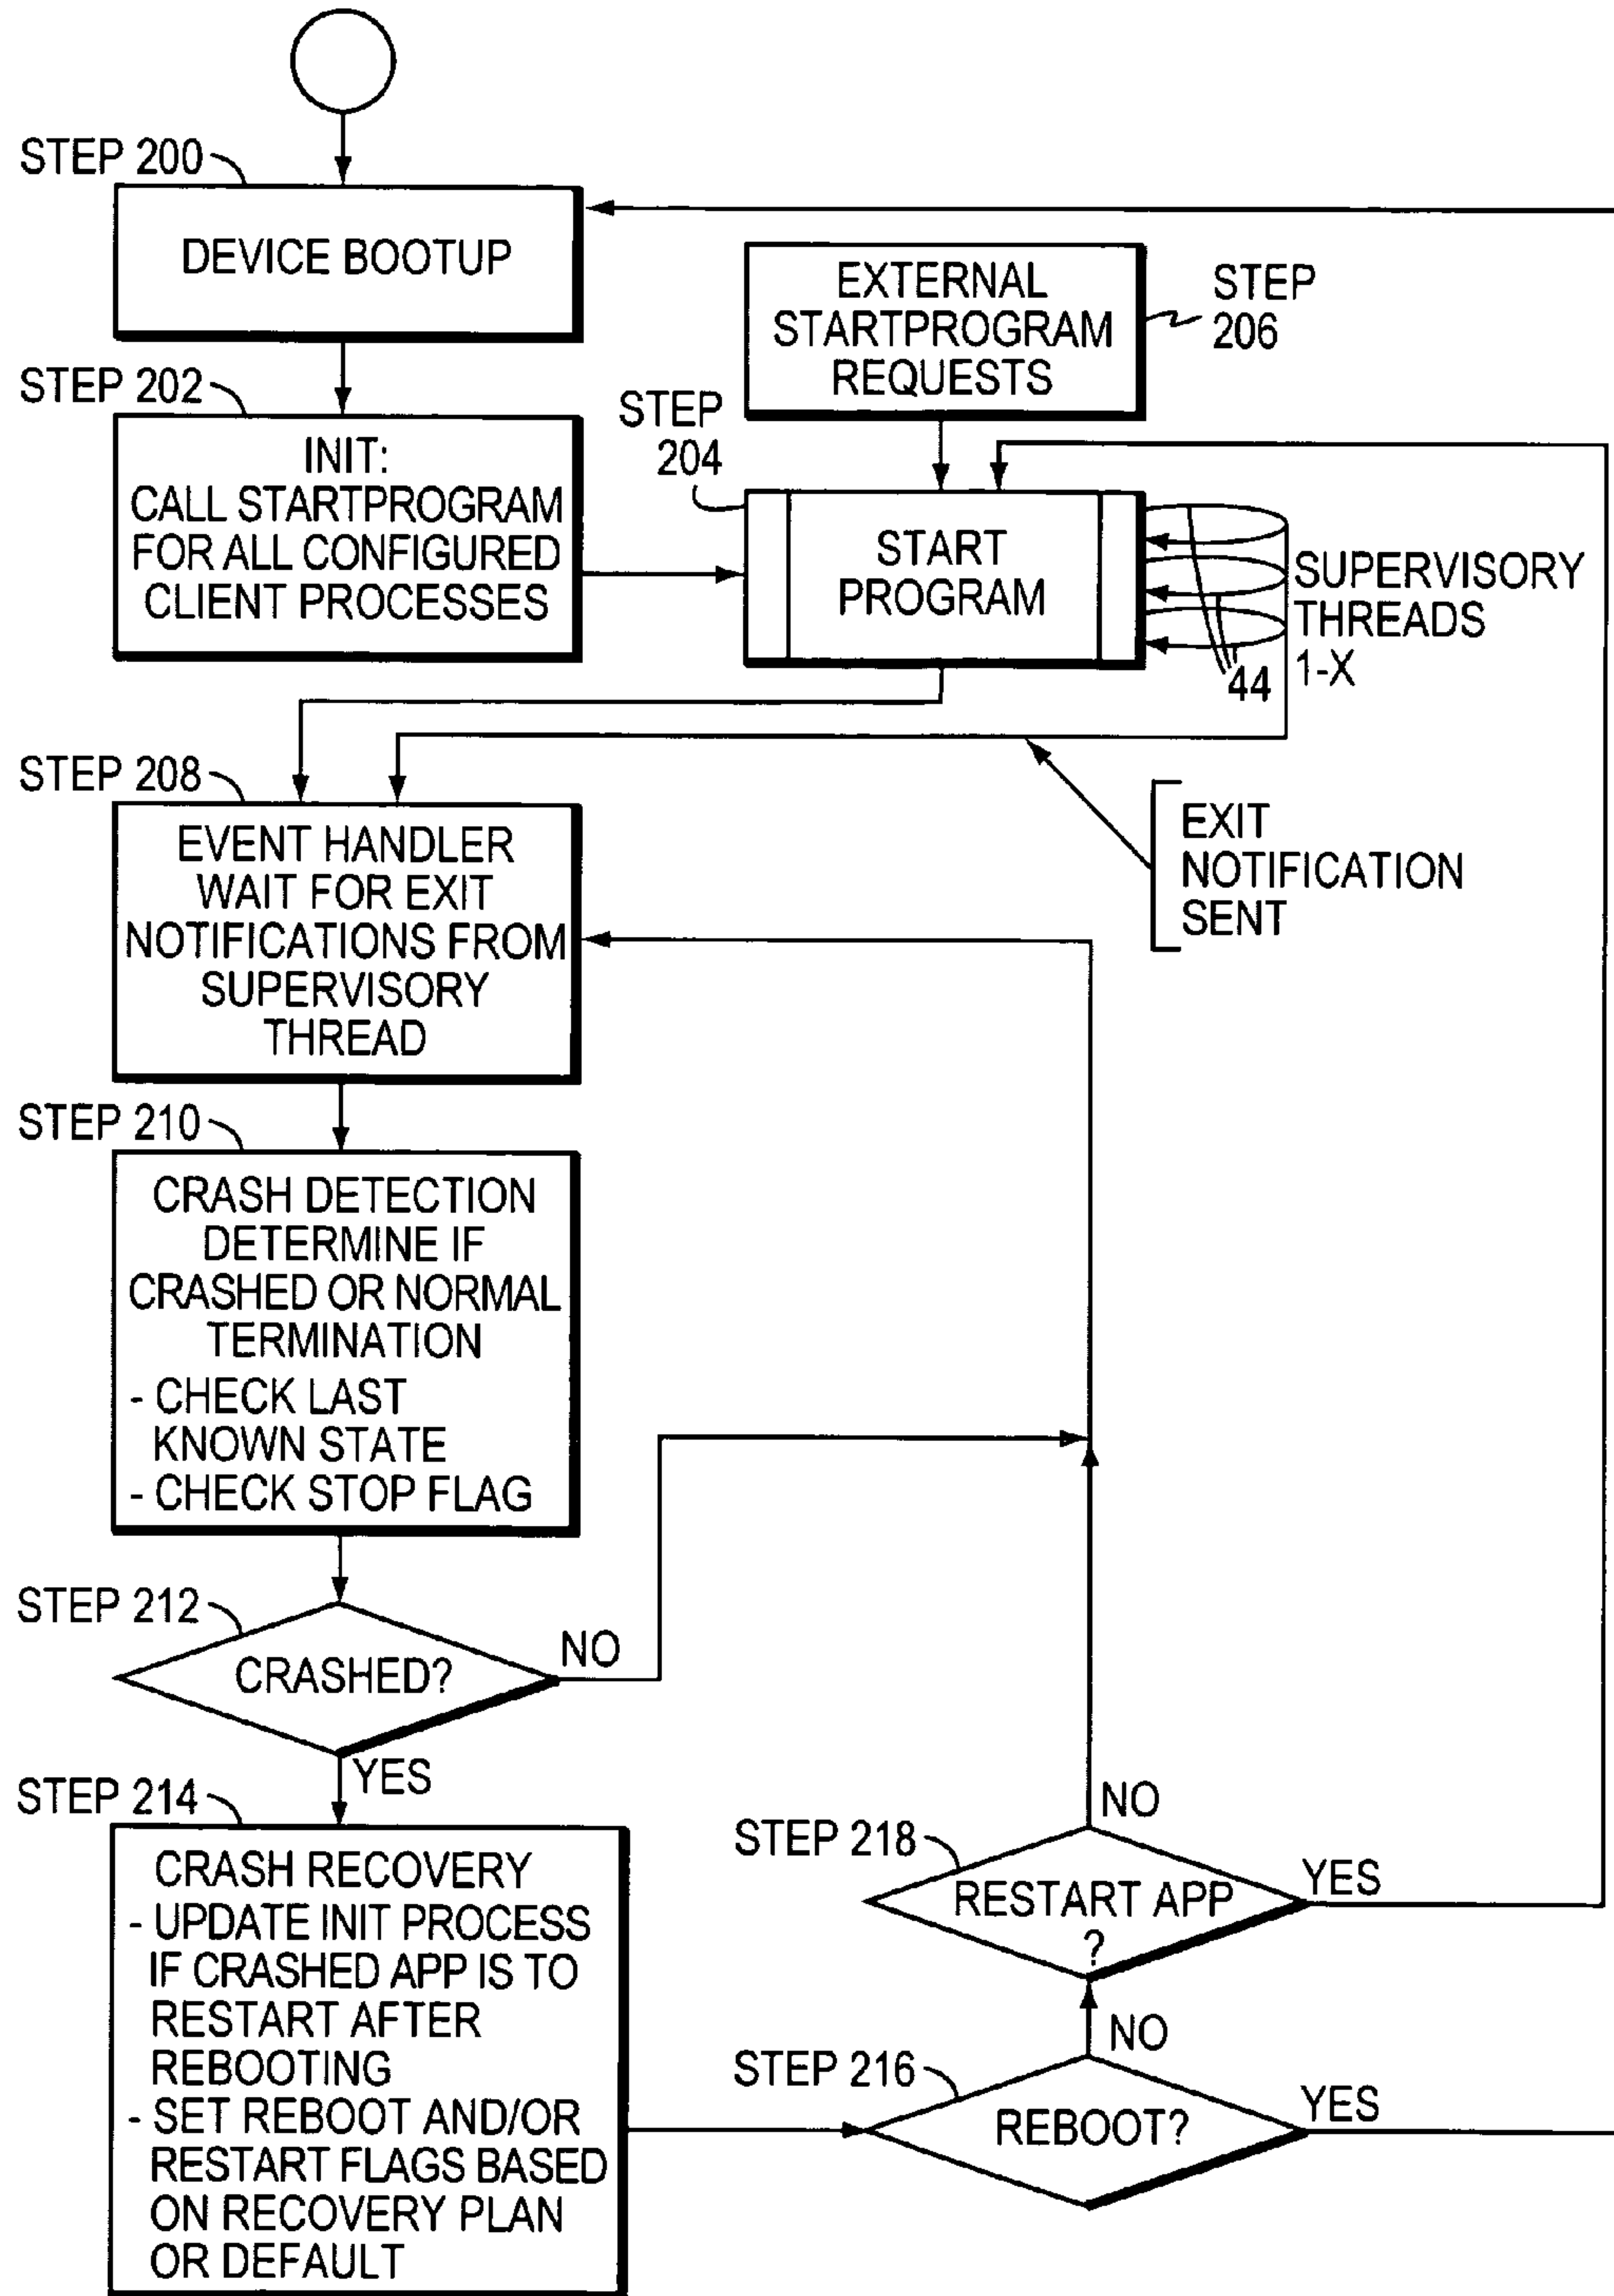 STEP 200
DEVICE BOOTUP
EXTERNAL
STARTPROGRAM
REQUESTS
STEP
206
STEP 202
INIT:
CALL STARTPROGRAM
FOR ALL CONFIGURED
CLIENT PROCESSES
STEP
204
START
PROGRAM
SUPERVISORY
THREADS
1-X
44
EXIT
NOTIFICATION
SENT
STEP 208
EVENT HANDLER
WAIT FOR EXIT
NOTIFICATIONS FROM
SUPERVISORY
THREAD
STEP 210
CRASH DETECTION
DETERMINE IF
CRASHED OR NORMAL
TERMINATION
- CHECK LAST
KNOWN STATE
- CHECK STOP FLAG
STEP 212
CRASHED?
NO
YES
STEP 214
CRASH RECOVERY
- UPDATE INIT PROCESS
IF CRASHED APP IS TO
RESTART AFTER
REBOOTING
- SET REBOOT AND/OR
RESTART FLAGS BASED
ON RECOVERY PLAN
OR DEFAULT
NO
STEP 218
RESTART APP
?
YES
NO
STEP 216
REBOOT?
YES